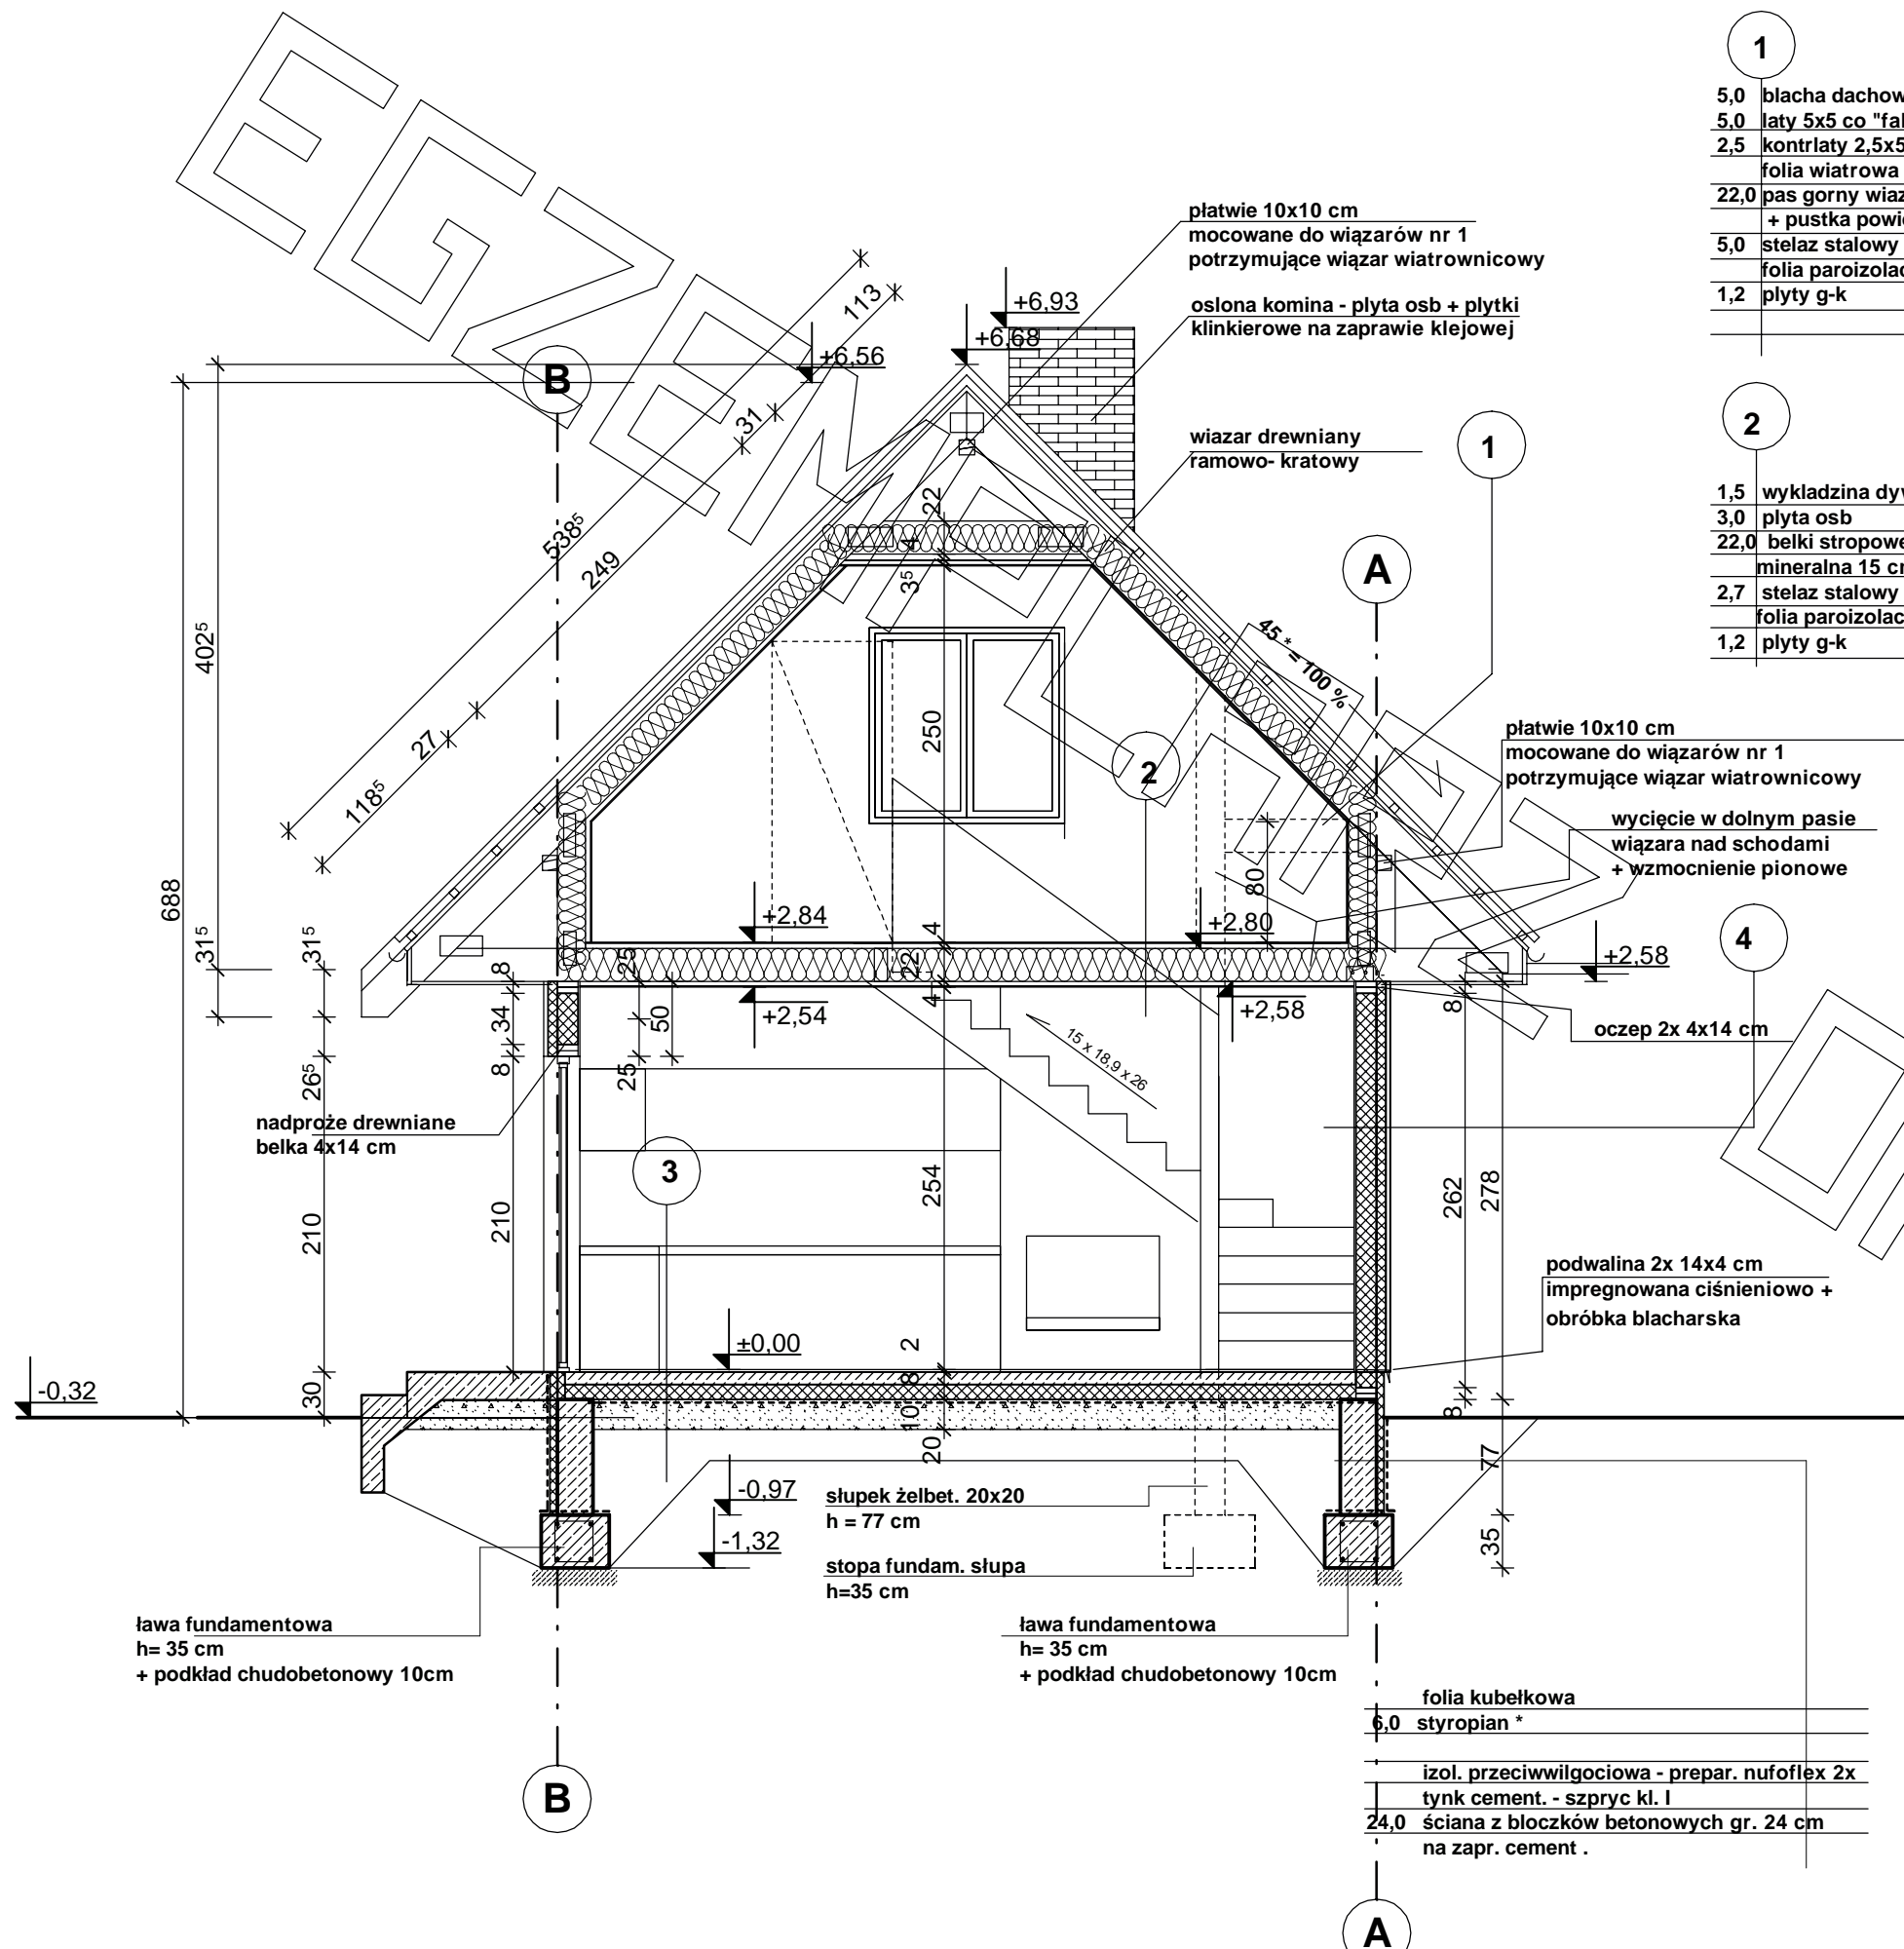 1
5,0 blacha dachow
5,0 laty 5x5 co "fal
2,5 kontrlaty 2,5x5
folia wiatrowa
22,0 pas gorny wiaz
+ pustka powie
5,0 stelaz stalowy
folia paroizolac
1,2 plyty g-k
2
1,5 wykladzina dyw
3,0 plyta osb
22,0 belki stropowe
mineralna 15 cm
2,7 stelaz stalowy
folia paroizolac
1,2 plyty g-k
płatwie 10x10 cm
mocowane do wiązarów nr 1
potrzymujące wiązar wiatrownicowy
oslona komina - plyta osb + plytki
klinkierowe na zaprawie klejowej
wiazar drewniany
ramowo- kratowy
1
A
B
+6,93
+6,68
+6,56
113
31
538⁵
249
27
118⁵
402⁵
688
31⁵
31⁵
22
4
3⁵
250
45 * = 100 %
2
80
płatwie 10x10 cm
mocowane do wiązarów nr 1
potrzymujące wiązar wiatrownicowy
wycięcie w dolnym pasie
wiązara nad schodami
+ wzmocnienie pionowe
4
+2,84
+2,80
4
22
4
+2,58
+2,54
+2,58
8
34
8
25
50
25
26⁵
8
oczep 2x 4x14 cm
15 x 18,9 x 26
nadproże drewniane
belka 4x14 cm
3
210
210
254
262
278
podwalina 2x 14x4 cm
impregnowana ciśnieniowo +
obróbka blacharska
±0,00
2
8
10
20
-0,32
30
8
77
35
-0,97
-1,32
słupek żelbet. 20x20
h = 77 cm
stopa fundam. słupa
h=35 cm
ława fundamentowa
h= 35 cm
+ podkład chudobetonowy 10cm
ława fundamentowa
h= 35 cm
+ podkład chudobetonowy 10cm
folia kubełkowa
6,0 styropian *
izol. przeciwwilgociowa - prepar. nufoflex 2x
tynk cement. - szpryc kl. I
24,0 ściana z bloczków betonowych gr. 24 cm
na zapr. cement .
B
A